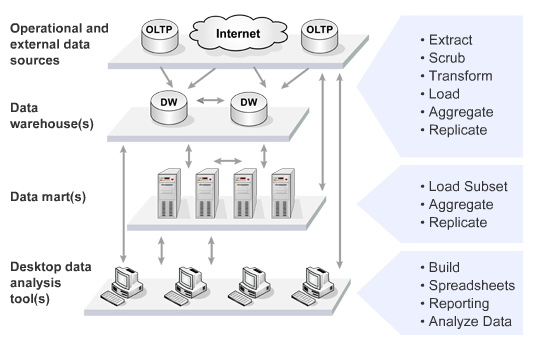 Operational and
external data
sources
OLTP
Internet
OLTP
• Extract
• Scrub
• Transform
• Load
• Aggregate
• Replicate
Data
warehouse(s)
DW
DW
Data mart(s)
• Load Subset
• Aggregate
• Replicate
Desktop data
analysis
tool(s)
• Build
• Spreadsheets
• Reporting
• Analyze Data